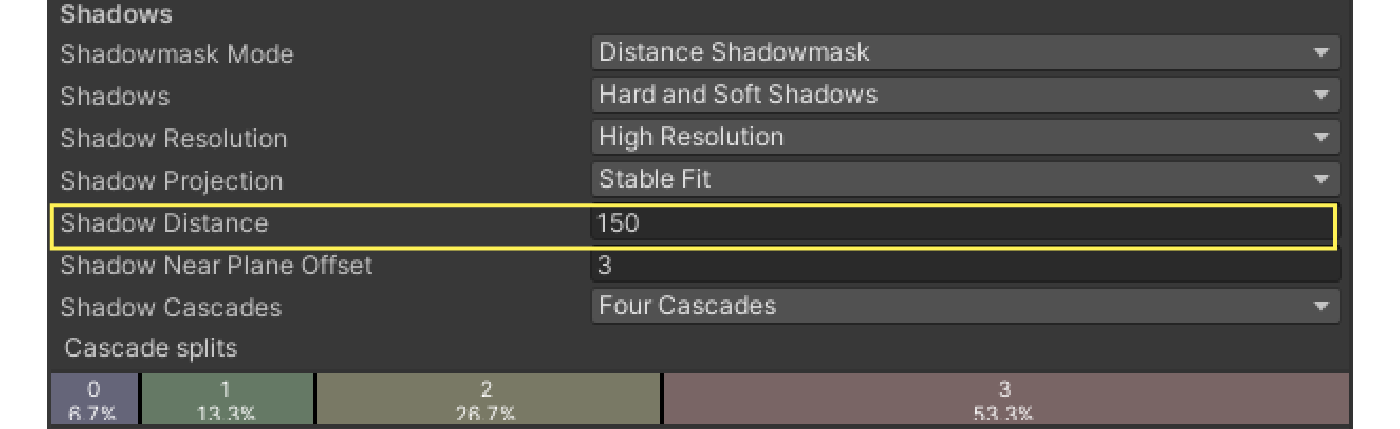 Shadows
Shadowmask Mode Distance Shadowmask
Shadows Hard and Soft Shadows
Shadow Resolution High Resolution
Shadow Projection Stable Fit
Shadow Distance 150
Shadow Near Plane Offset 3
Shadow Cascades Four Cascades
Cascade splits
0 1 2 3
6.7% 13.3% 26.7% 53.3%